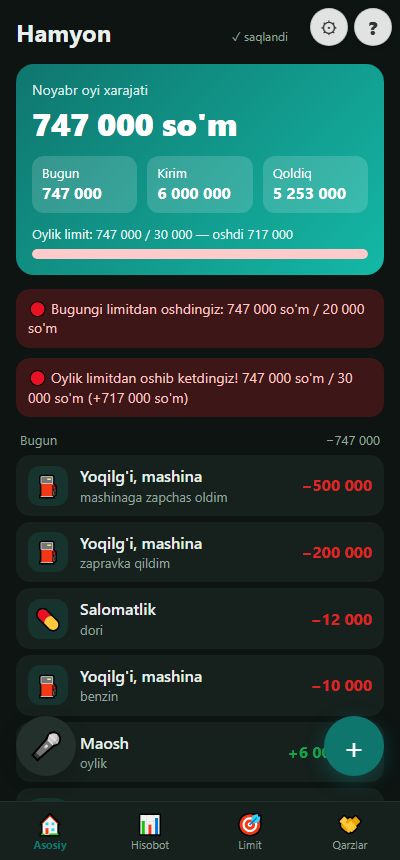 Hamyon
✓ saqlandi
?
Noyabr oyi xarajati
747 000 so'm
Bugun
747 000
Kirim
6 000 000
Qoldiq
5 253 000
Oylik limit: 747 000 / 30 000 — oshdi 717 000
Bugungi limitdan oshdingiz: 747 000 so'm / 20 000
so'm
Oylik limitdan oshib ketdingiz! 747 000 so'm / 30
000 so'm (+717 000 so'm)
Bugun
−747 000
Yoqilg'i, mashina
mashinaga zapchas oldim
−500 000
Yoqilg'i, mashina
zapravka qildim
−200 000
Salomatlik
dori
−12 000
Yoqilg'i, mashina
benzin
−10 000
Maosh
oylik
+
Asosiy
Hisobot
Limit
Qarzlar